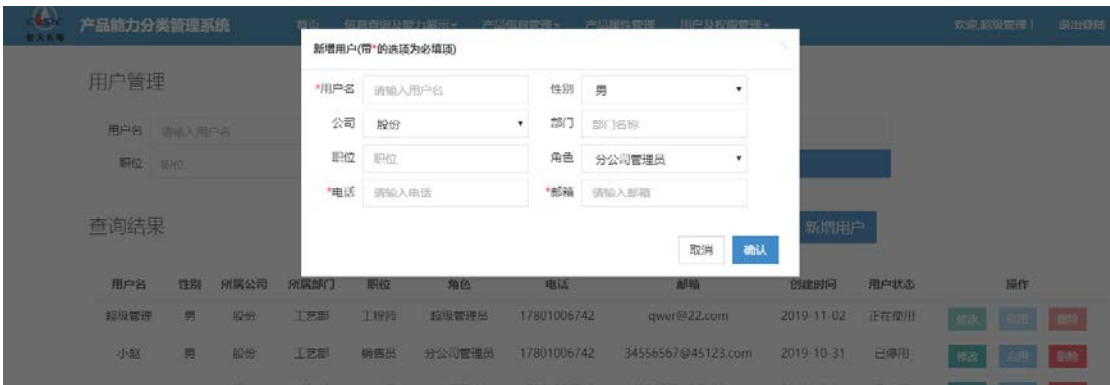 产品能力分类管理系统 首页 信息查询及能力展示 产品信息管理 产品属性管理 用户及权限管理 欢迎,超级管理! 退出登陆
新增用户(带*的选项为必填项)
用户管理
*用户名 请输入用户名 性别 男
公司 股份 部门 部门名称
用户名 请输入用户名
职位 职位 角色 分公司管理员
职位 职位
*电话 请输入电话 *邮箱 请输入邮箱
查询结果 新增用户
取消 确认
用户名 性别 所属公司 所属部门 职位 角色 电话 邮箱 创建时间 用户状态 操作
超级管理 男 股份 工艺部 工程师 超级管理员 17801006742 qwer@22.com 2019-11-02 正在使用 修改 启用 删除
小赵 男 股份 工艺部 销售员 分公司管理员 17801006742 34556567@45123.com 2019-10-31 已停用 修改 启用 删除